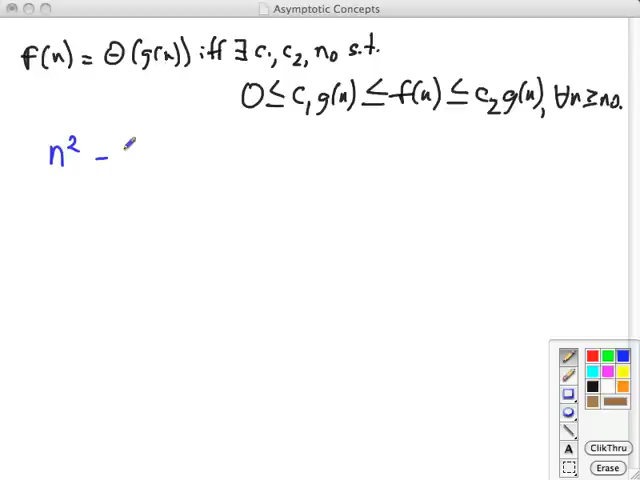 Asymptotic Concepts
f(n) = Θ(g(n)) iff ∃ c₁, c₂, n₀ s.t.
0 ≤ c₁g(n) ≤ f(n) ≤ c₂g(n), ∀n ≥ n₀.
n² -
A
ClikThru
Erase